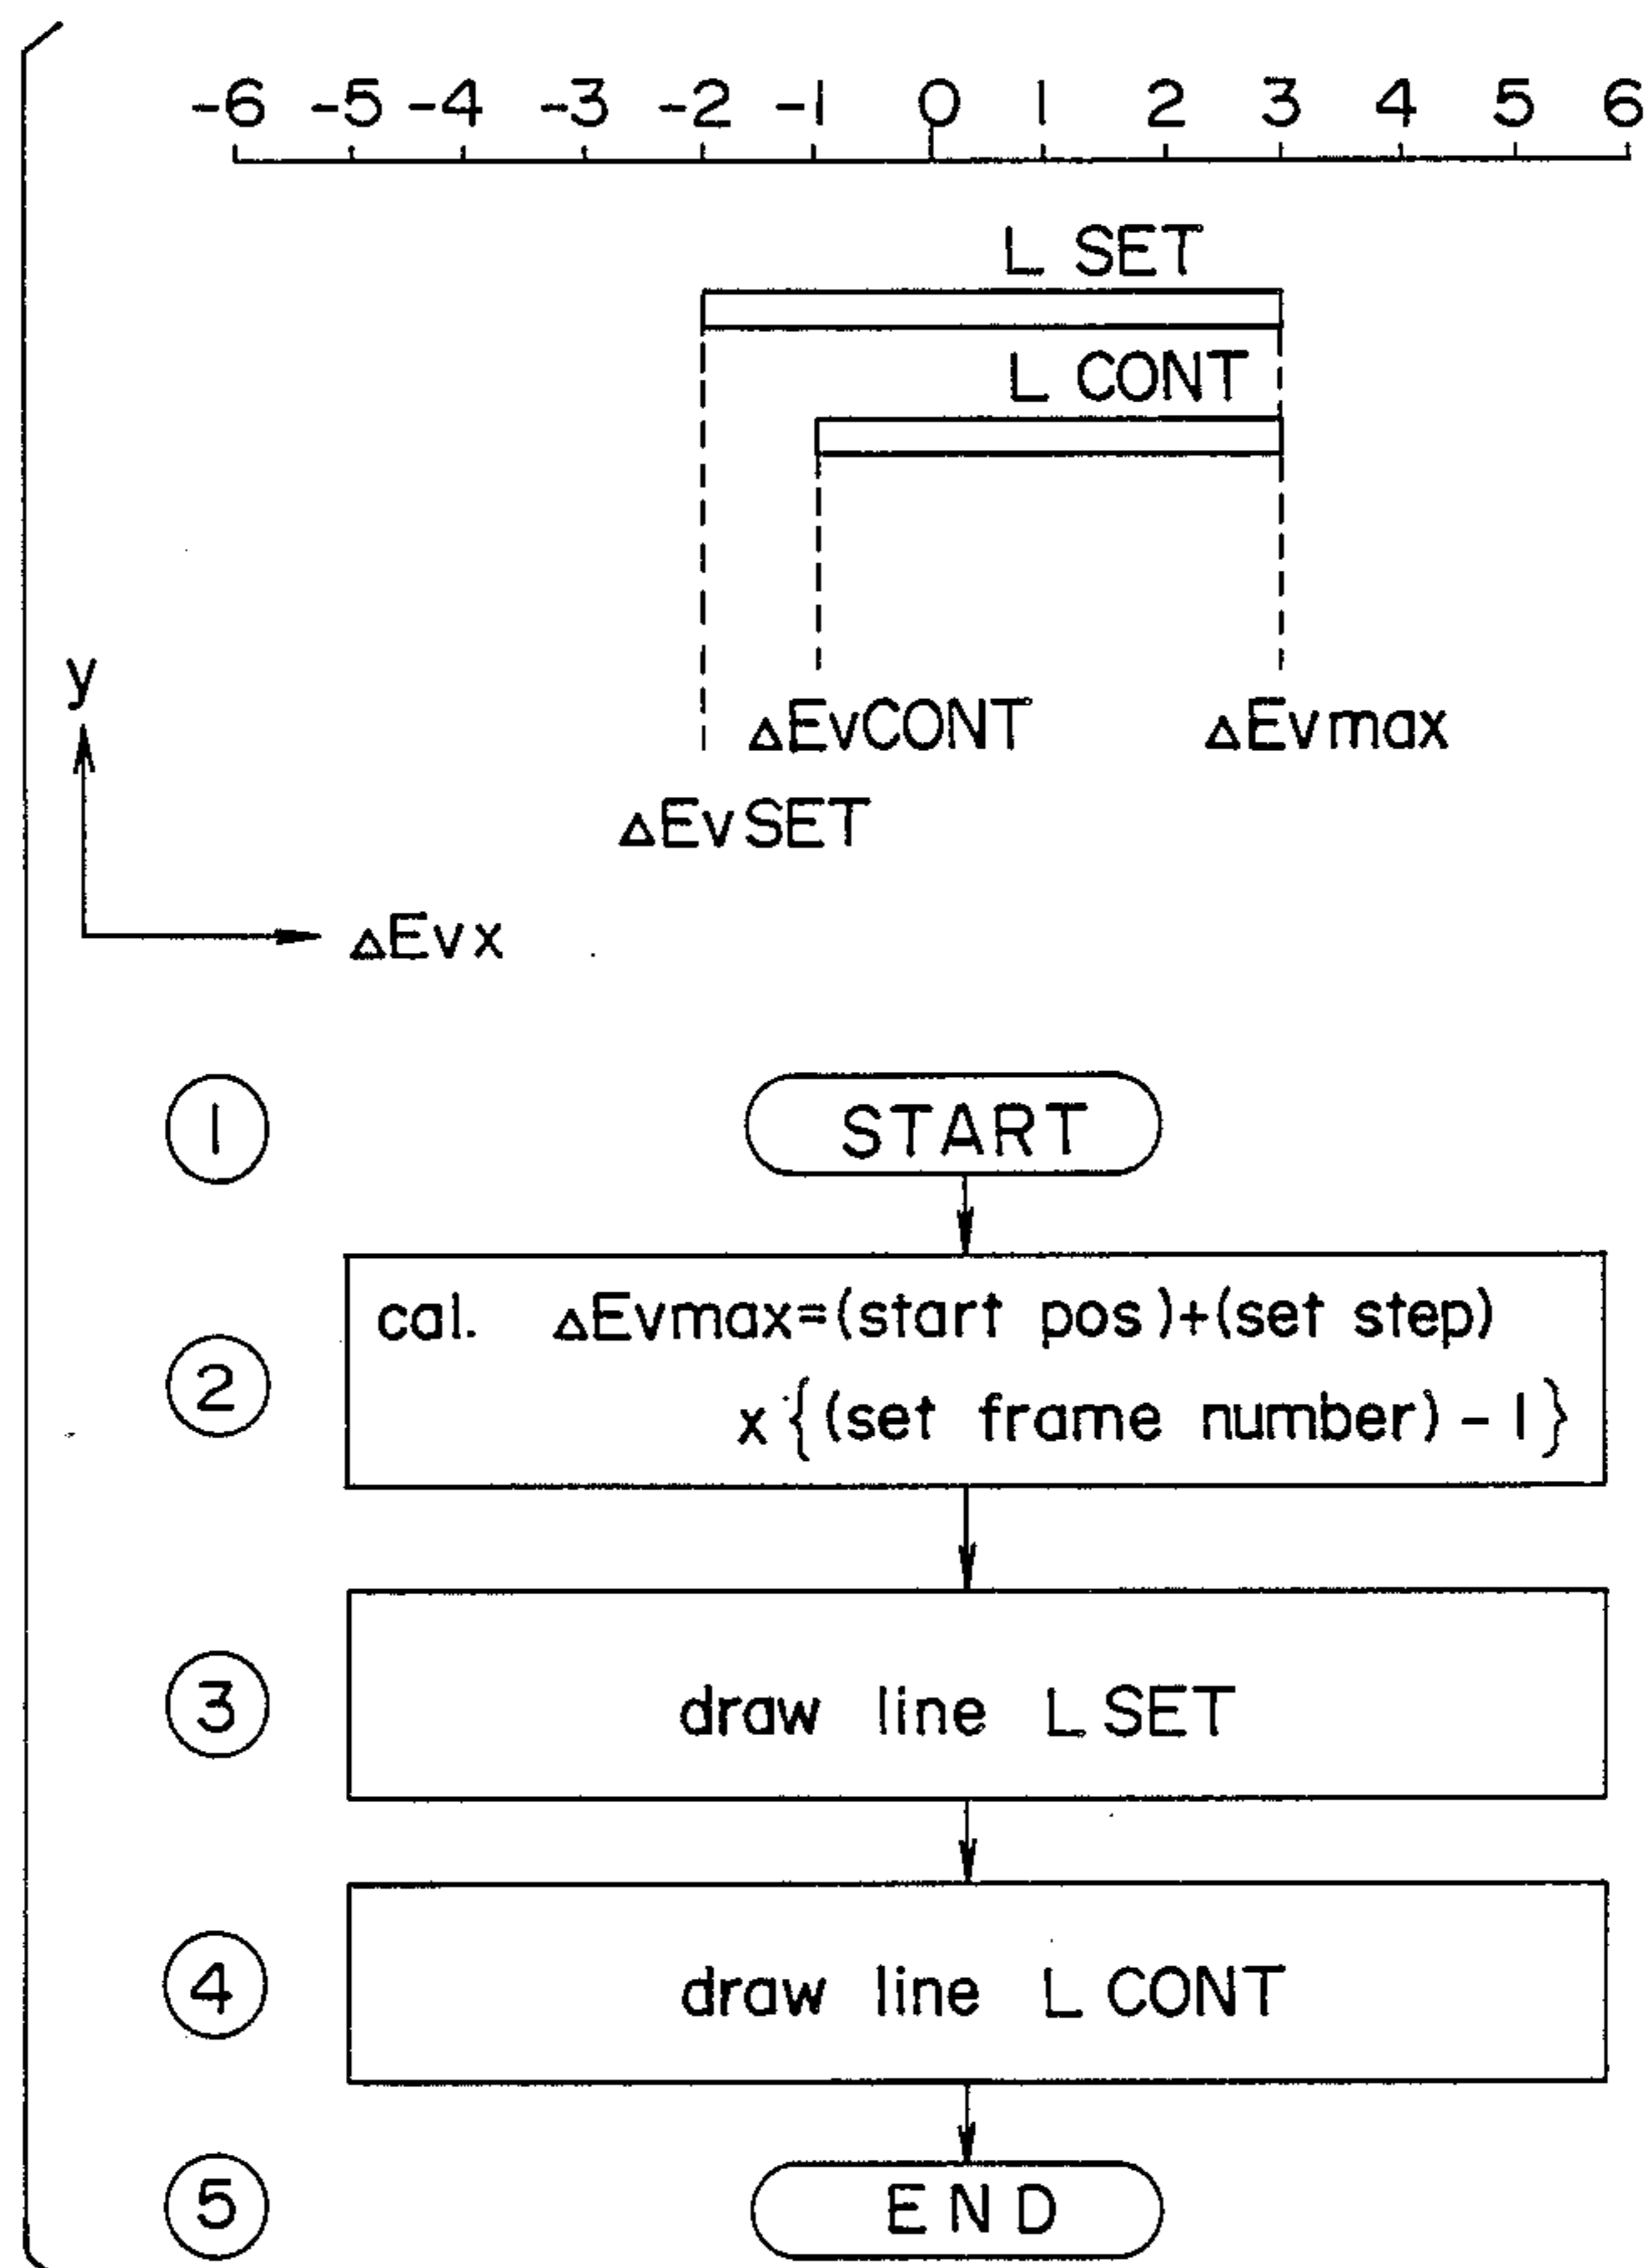 -6 -5 -4 -3 -2 -1 0 1 2 3 4 5 6
L SET
L CONT
y
ΔEvCONT ΔEvmax
ΔEvSET
ΔEvx
1 START
2 cal. ΔEvmax=(start pos)+(set step)
x{(set frame number)-1}
3 draw line L SET
4 draw line L CONT
5 END